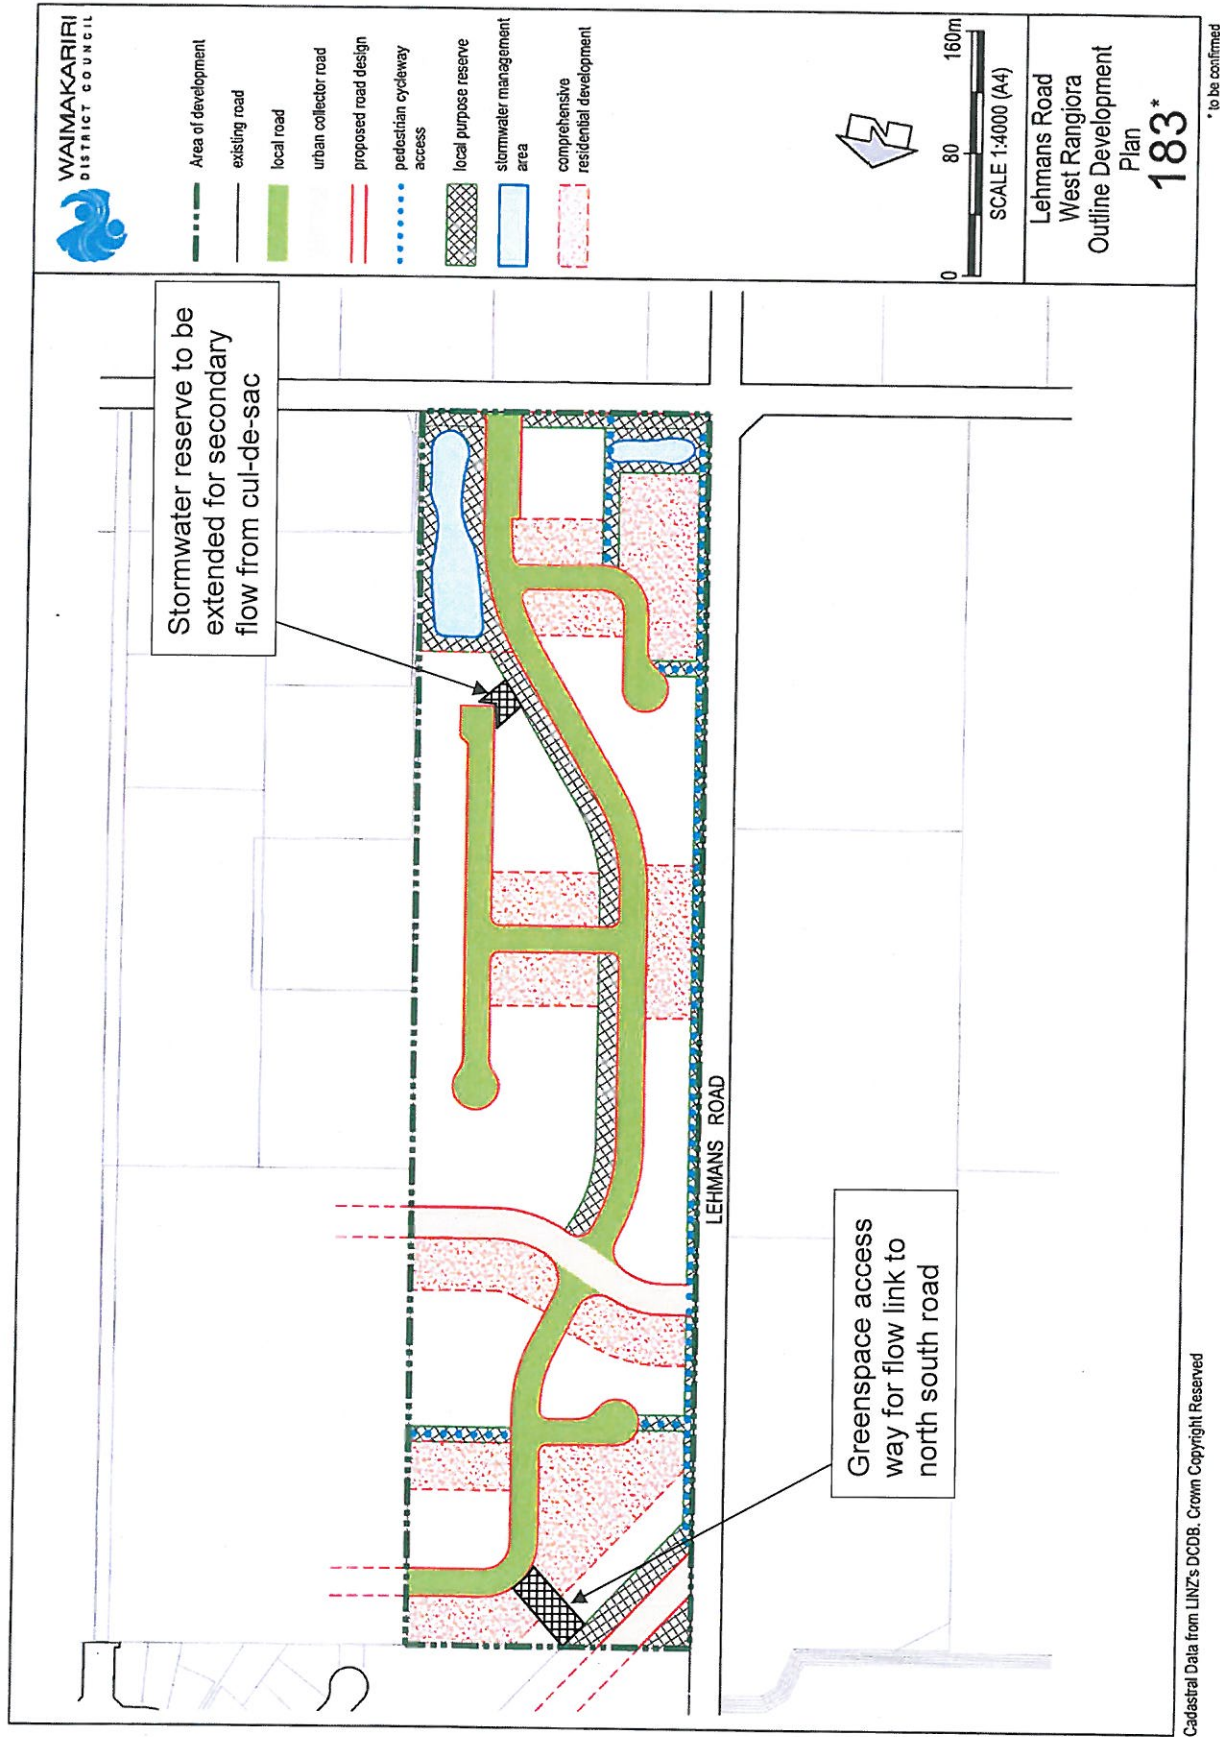 WAIMAKARIRI
DISTRICT COUNCIL
Area of development
existing road
local road
urban collector road
proposed road design
pedestrian cycleway
access
local purpose reserve
stormwater management
area
comprehensive
residential development
0 80 160m
SCALE 1:4000 (A4)
Lehmans Road
West Rangiora
Outline Development
Plan
183*
* to be confirmed
Stormwater reserve to be
extended for secondary
flow from cul-de-sac
LEHMANS ROAD
Greenspace access
way for flow link to
north south road
Cadastral Data from LINZ's DCDB. Crown Copyright Reserved